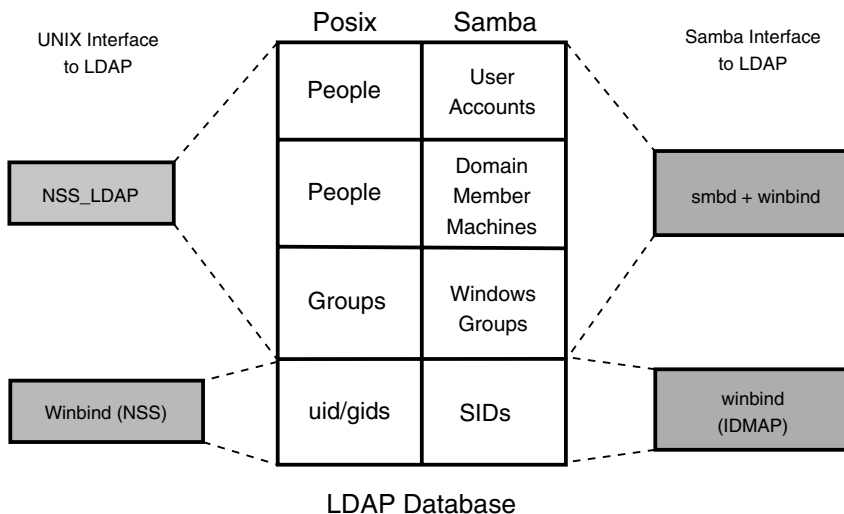 Posix Samba
UNIX Interface
to LDAP
Samba Interface
to LDAP
People
User
Accounts
People
Domain
Member
Machines
NSS_LDAP
smbd + winbind
Groups
Windows
Groups
Winbind (NSS)
uid/gids
SIDs
winbind
(IDMAP)
LDAP Database